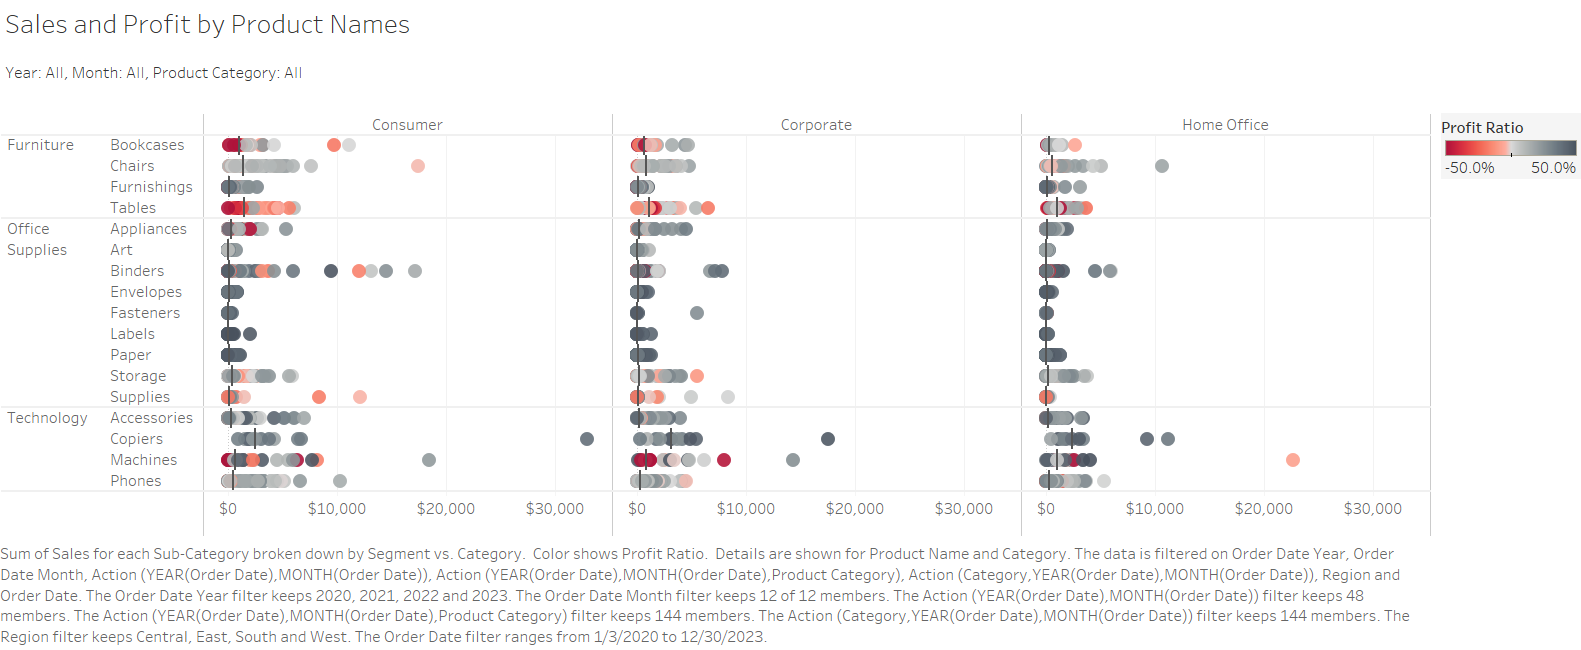 Sales and Profit by Product Names
Year: All, Month: All, Product Category: All
Consumer Corporate Home Office
Profit Ratio
-50.0% 50.0%
Furniture Bookcases
Chairs
Furnishings
Tables
Office Supplies Appliances
Art
Binders
Envelopes
Fasteners
Labels
Paper
Storage
Supplies
Technology Accessories
Copiers
Machines
Phones
$0 $10,000 $20,000 $30,000 $0 $10,000 $20,000 $30,000 $0 $10,000 $20,000 $30,000
Sum of Sales for each Sub-Category broken down by Segment vs. Category.  Color shows Profit Ratio.  Details are shown for Product Name and Category. The data is filtered on Order Date Year, Order
Date Month, Action (YEAR(Order Date),MONTH(Order Date)), Action (YEAR(Order Date),MONTH(Order Date),Product Category), Action (Category,YEAR(Order Date),MONTH(Order Date)), Region and
Order Date. The Order Date Year filter keeps 2020, 2021, 2022 and 2023. The Order Date Month filter keeps 12 of 12 members. The Action (YEAR(Order Date),MONTH(Order Date)) filter keeps 48
members. The Action (YEAR(Order Date),MONTH(Order Date),Product Category) filter keeps 144 members. The Action (Category,YEAR(Order Date),MONTH(Order Date)) filter keeps 144 members. The
Region filter keeps Central, East, South and West. The Order Date filter ranges from 1/3/2020 to 12/30/2023.